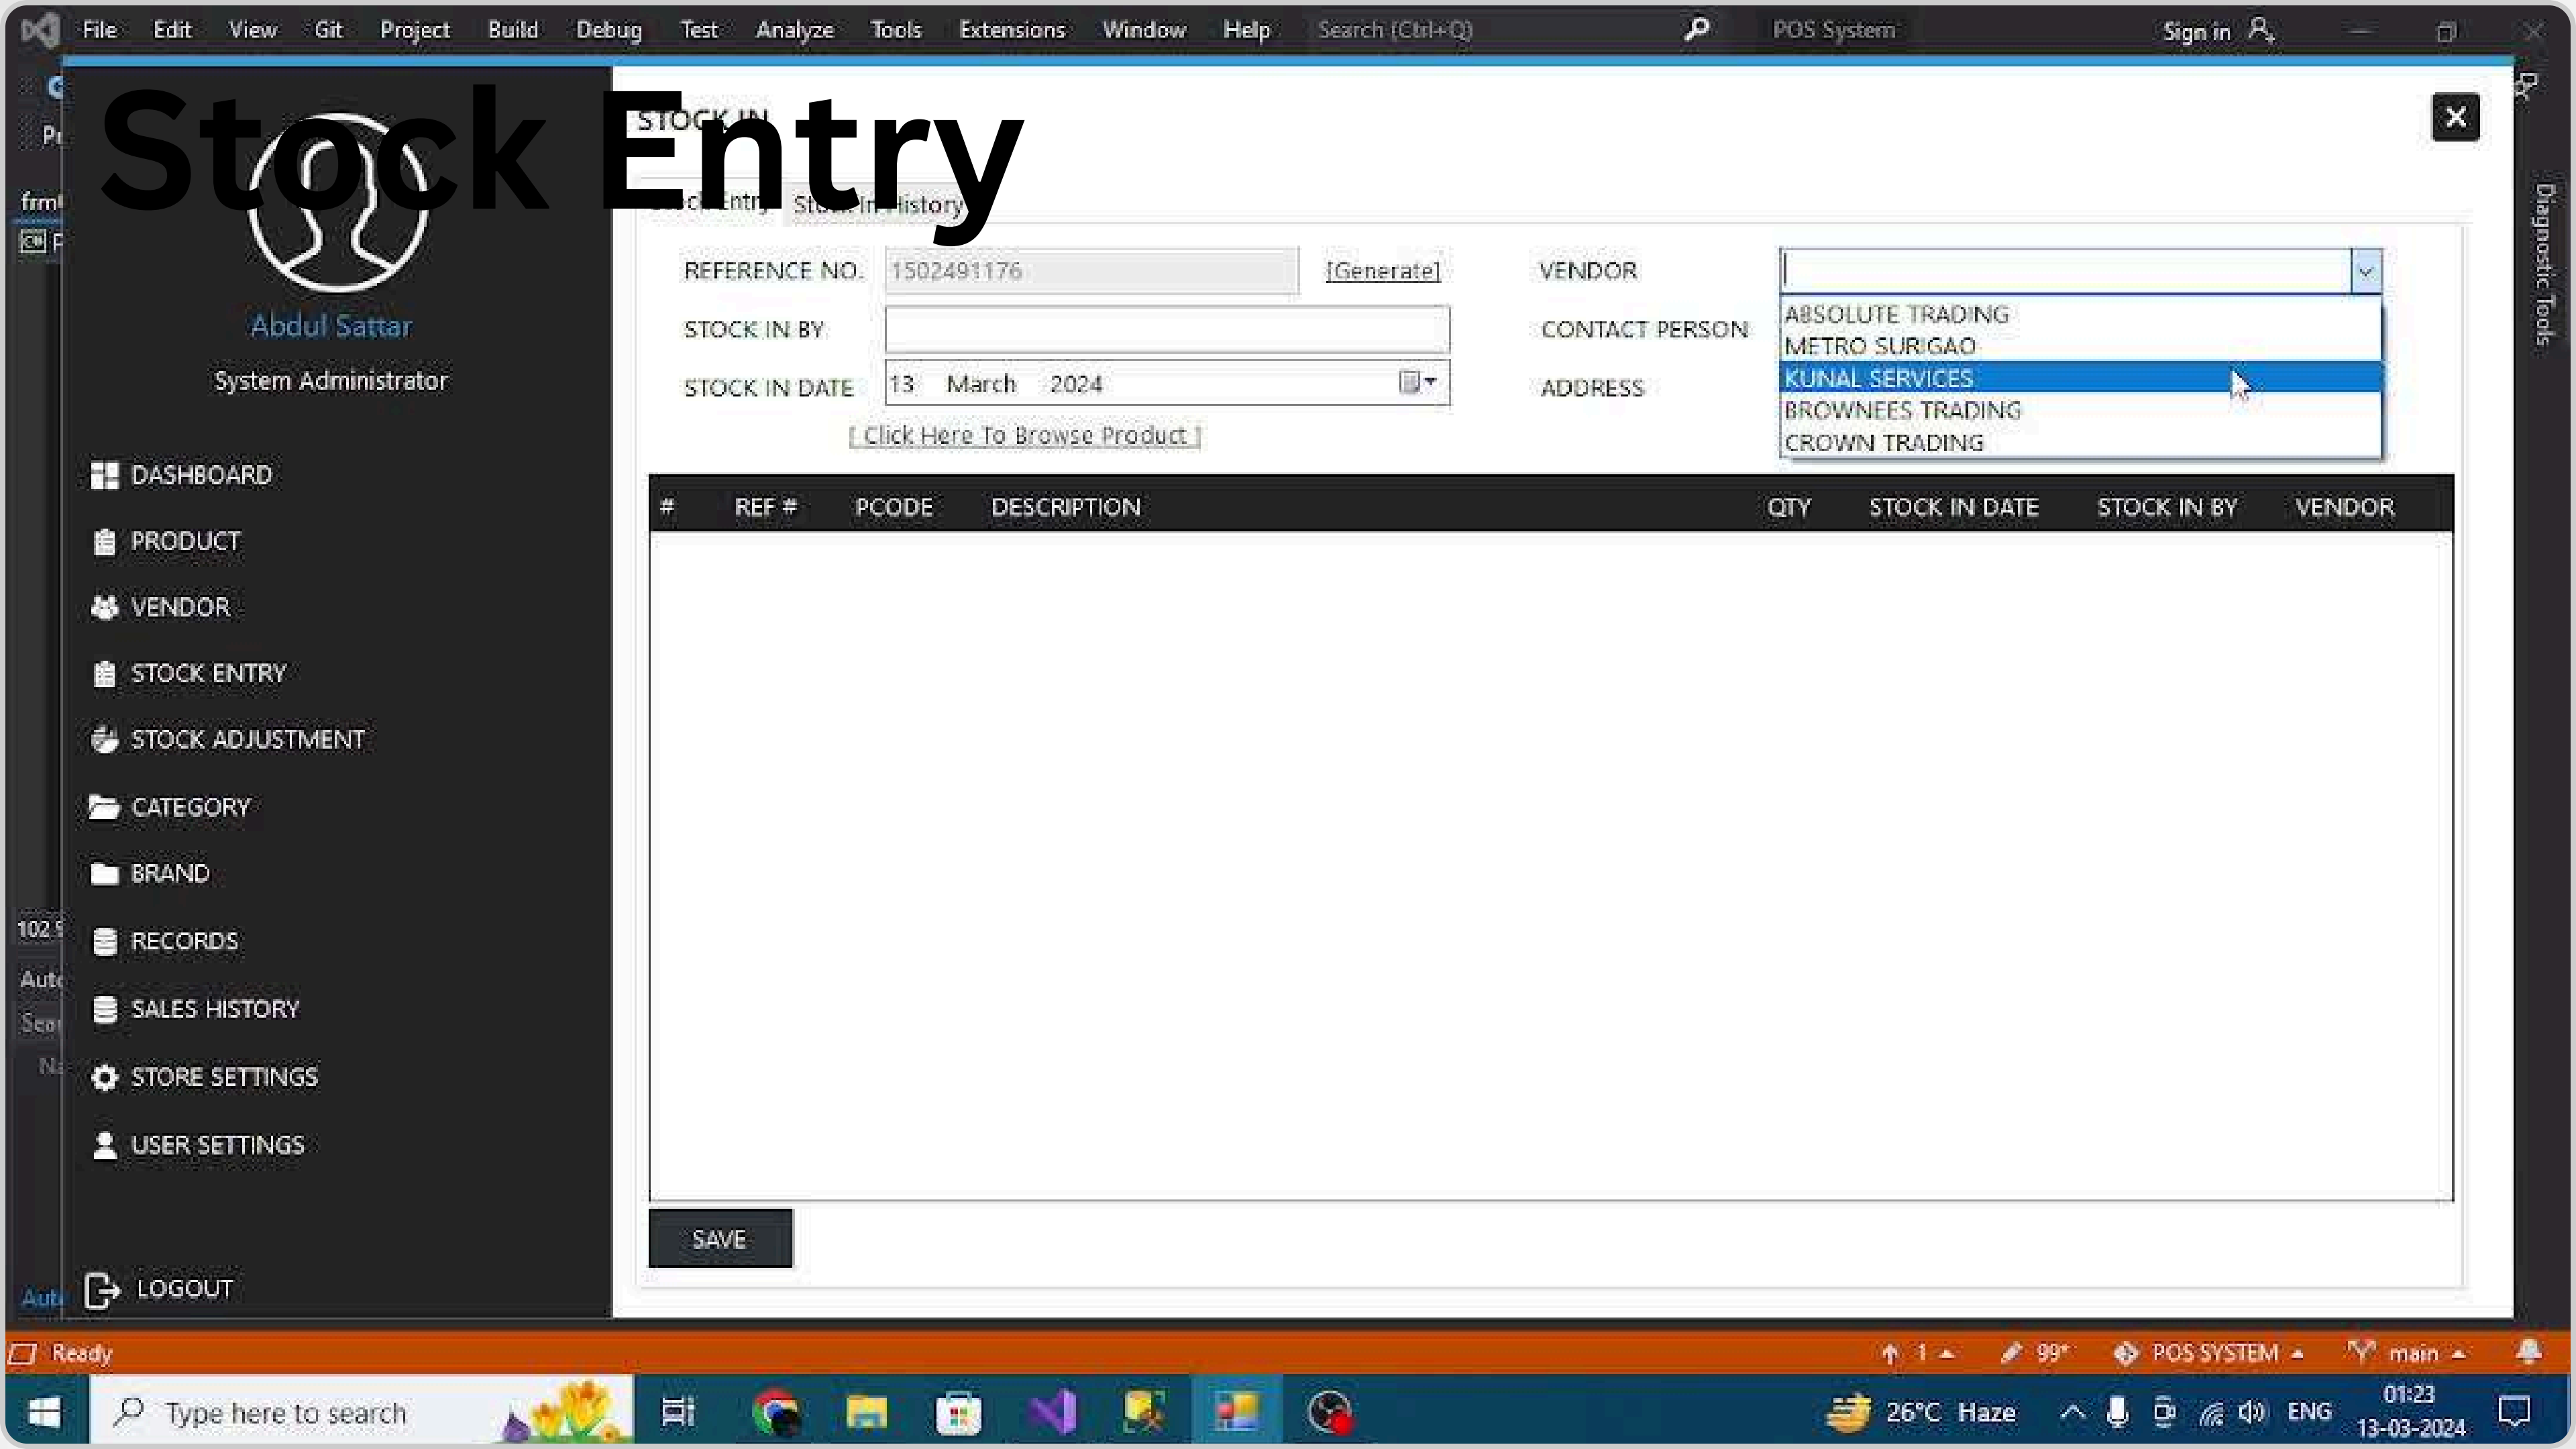 File Edit View Git Project Build Debug Test Analyze Tools Extensions Window Help Search (Ctrl+Q) POS System Sign in
Stock Entry
STOCK IN
Stock In History
Abdul Sattar
System Administrator
DASHBOARD
PRODUCT
VENDOR
STOCK ENTRY
STOCK ADJUSTMENT
CATEGORY
BRAND
RECORDS
SALES HISTORY
STORE SETTINGS
USER SETTINGS
LOGOUT
REFERENCE NO. 1502491176 [Generate] VENDOR
STOCK IN BY CONTACT PERSON
STOCK IN DATE 13 March 2024 ADDRESS
[ Click Here To Browse Product ]
ABSOLUTE TRADING
METRO SURIGAO
KUNAL SERVICES
BROWNEES TRADING
CROWN TRADING
# REF # PCODE DESCRIPTION QTY STOCK IN DATE STOCK IN BY VENDOR
SAVE
Diagnostic Tools
Ready 1 99+ POS SYSTEM main
Type here to search 26°C Haze ENG 01:23
13-03-2024